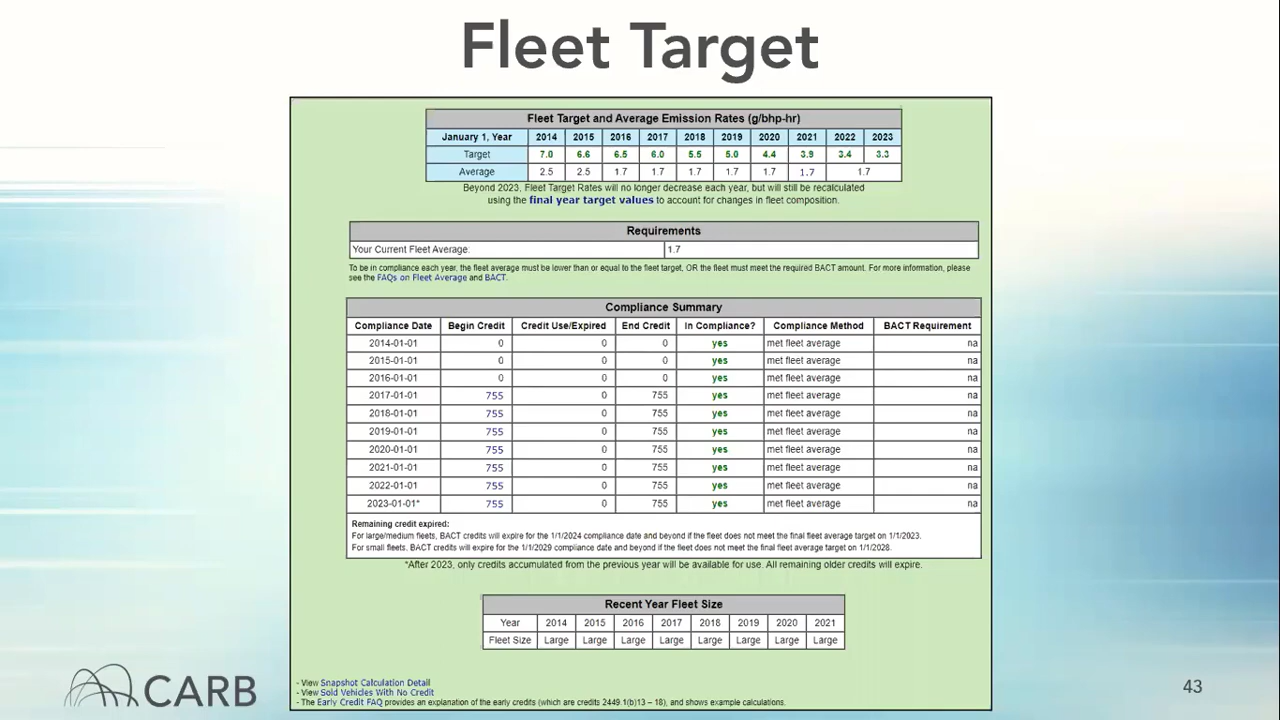 Fleet Target
Fleet Target and Average Emission Rates (g/bhp-hr)
January 1, Year 2014 2015 2016 2017 2018 2019 2020 2021 2022 2023
Target 7.0 6.6 6.5 6.0 5.5 5.0 4.4 3.9 3.4 3.3
Average 2.5 2.5 1.7 1.7 1.7 1.7 1.7 1.7 1.7
Beyond 2023, Fleet Target Rates will no longer decrease each year, but will still be recalculated
using the final year target values to account for changes in fleet composition.
Requirements
Your Current Fleet Average: 1.7
To be in compliance each year, the fleet average must be lower than or equal to the fleet target, OR the fleet must meet the required BACT amount. For more information, please
see the FAQs on Fleet Average and BACT.
Compliance Summary
Compliance Date Begin Credit Credit Use/Expired End Credit In Compliance? Compliance Method BACT Requirement
2014-01-01 0 0 0 yes met fleet average na
2015-01-01 0 0 0 yes met fleet average na
2016-01-01 0 0 0 yes met fleet average na
2017-01-01 755 0 755 yes met fleet average na
2018-01-01 755 0 755 yes met fleet average na
2019-01-01 755 0 755 yes met fleet average na
2020-01-01 755 0 755 yes met fleet average na
2021-01-01 755 0 755 yes met fleet average na
2022-01-01 755 0 755 yes met fleet average na
2023-01-01* 755 0 755 yes met fleet average na
Remaining credit expired:
For large/medium fleets, BACT credits will expire for the 1/1/2024 compliance date and beyond if the fleet does not meet the final fleet average target on 1/1/2023.
For small fleets, BACT credits will expire for the 1/1/2029 compliance date and beyond if the fleet does not meet the final fleet average target on 1/1/2028.
*After 2023, only credits accumulated from the previous year will be available for use. All remaining older credits will expire.
Recent Year Fleet Size
Year 2014 2015 2016 2017 2018 2019 2020 2021
Fleet Size Large Large Large Large Large Large Large Large
- View Snapshot Calculation Detail
- View Sold Vehicles With No Credit
- The Early Credit FAQ provides an explanation of the early credits (which are credits 2449.1(b)13 – 18), and shows example calculations.
CARB
43